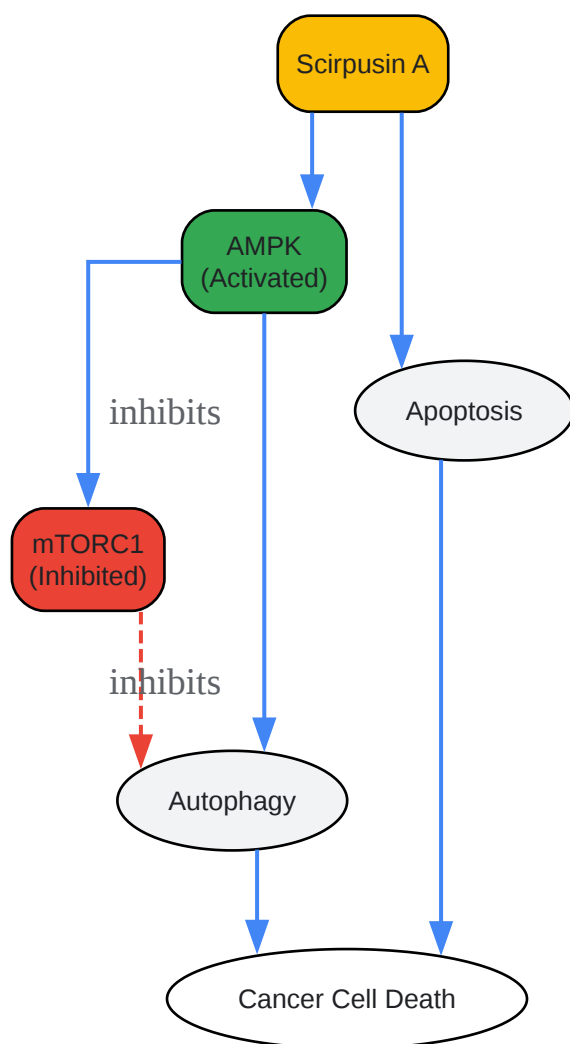 Scirpusin A
AMPK
(Activated)
inhibits
Apoptosis
mTORC1
(Inhibited)
inhibits
Autophagy
Cancer Cell Death